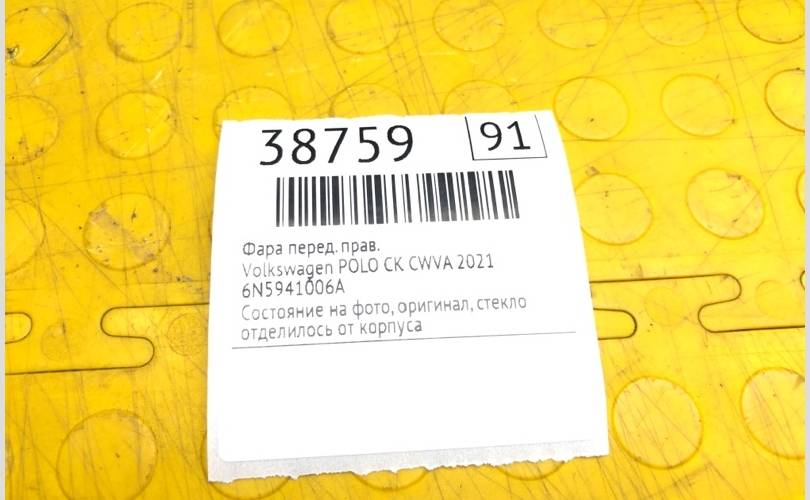 38759 91
Фара перед. прав.
Volkswagen POLO CK CWVA 2021
6N5941006A
Состояние на фото, оригинал, стекло
отделилось от корпуса